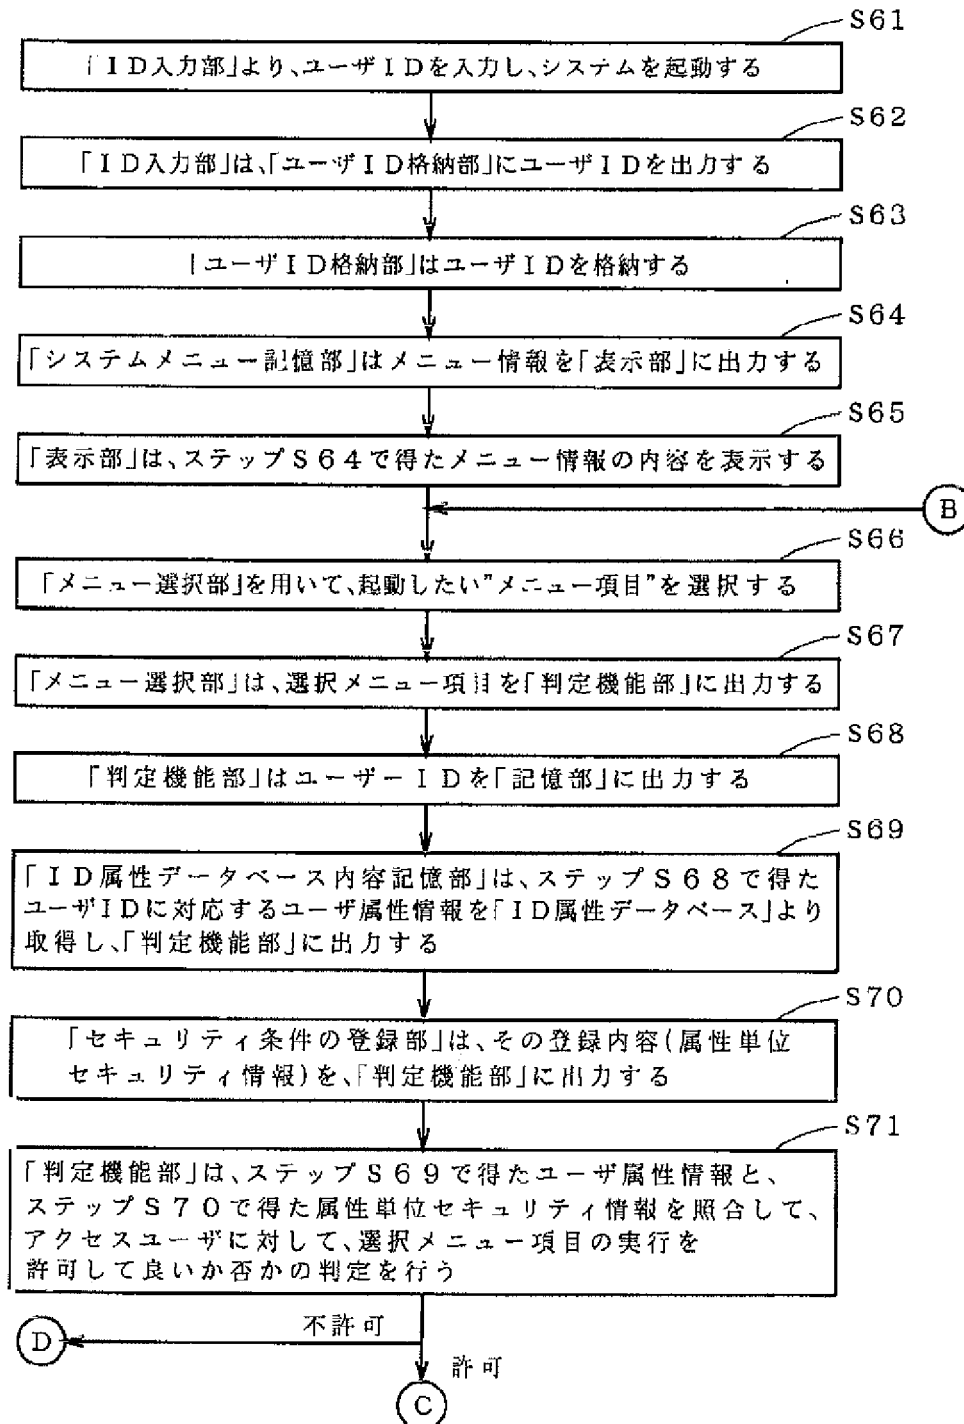 S61
「ID入力部」より、ユーザIDを入力し、システムを起動する
S62
「ID入力部」は、「ユーザID格納部」にユーザIDを出力する
S63
「ユーザID格納部」はユーザIDを格納する
S64
「システムメニュー記憶部」はメニュー情報を「表示部」に出力する
S65
「表示部」は、ステップS64で得たメニュー情報の内容を表示する
B
S66
「メニュー選択部」を用いて、起動したい”メニュー項目”を選択する
S67
「メニュー選択部」は、選択メニュー項目を「判定機能部」に出力する
S68
「判定機能部」はユーザーIDを「記憶部」に出力する
S69
「ID属性データベース内容記憶部」は、ステップS68で得た
ユーザIDに対応するユーザ属性情報を「ID属性データベース」より
取得し、「判定機能部」に出力する
S70
「セキュリティ条件の登録部」は、その登録内容(属性単位
セキュリティ情報)を、「判定機能部」に出力する
S71
「判定機能部」は、ステップS69で得たユーザ属性情報と、
ステップS70で得た属性単位セキュリティ情報を照合して、
アクセスユーザに対して、選択メニュー項目の実行を
許可して良いか否かの判定を行う
不許可
D
許可
C